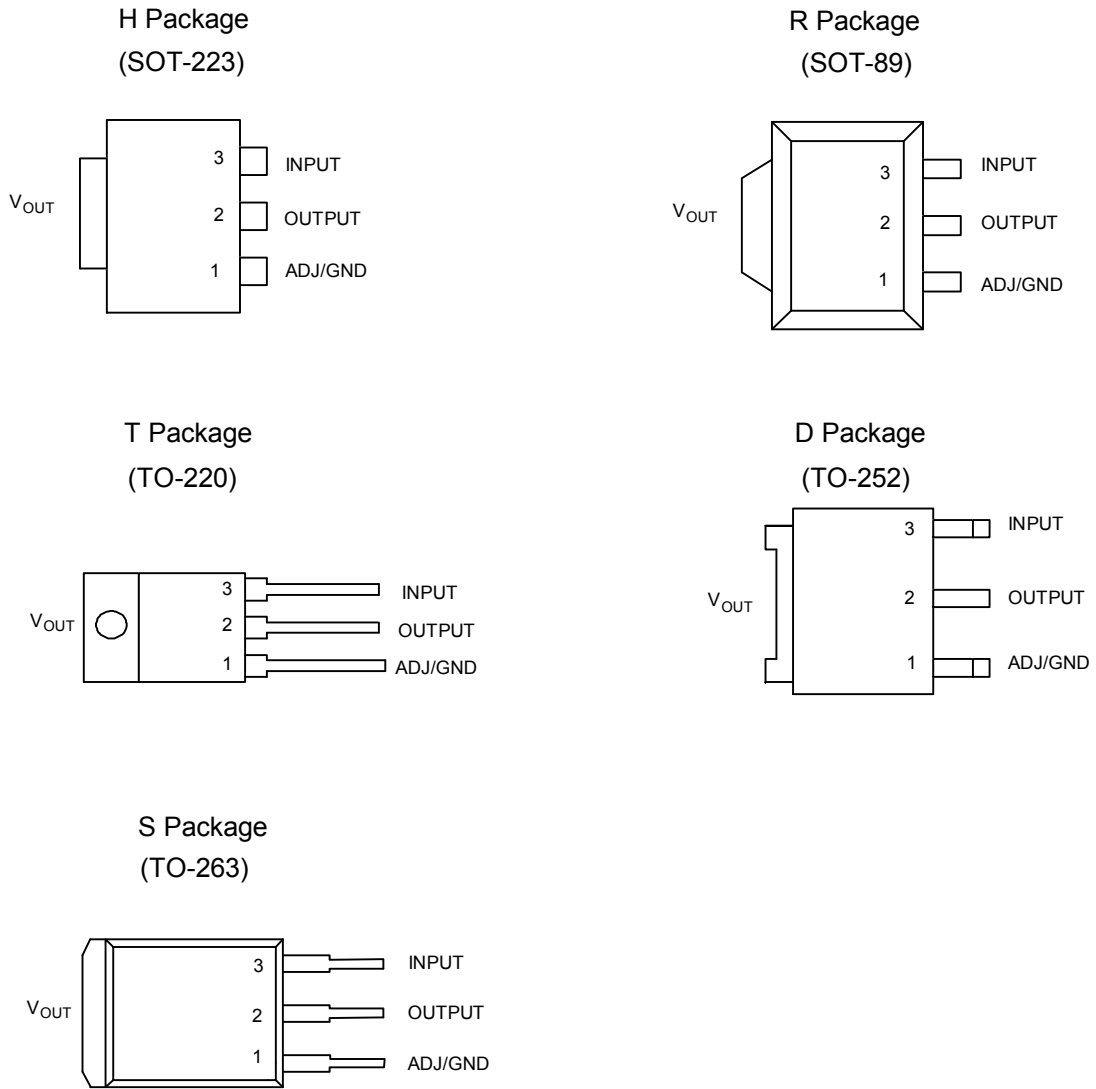 H Package
(SOT-223)
3
INPUT
VOUT
2
OUTPUT
1
ADJ/GND
R Package
(SOT-89)
3
INPUT
VOUT
2
OUTPUT
1
ADJ/GND
T Package
(TO-220)
3
INPUT
VOUT
2
OUTPUT
1
ADJ/GND
D Package
(TO-252)
3
INPUT
VOUT
2
OUTPUT
1
ADJ/GND
S Package
(TO-263)
3
INPUT
VOUT
2
OUTPUT
1
ADJ/GND